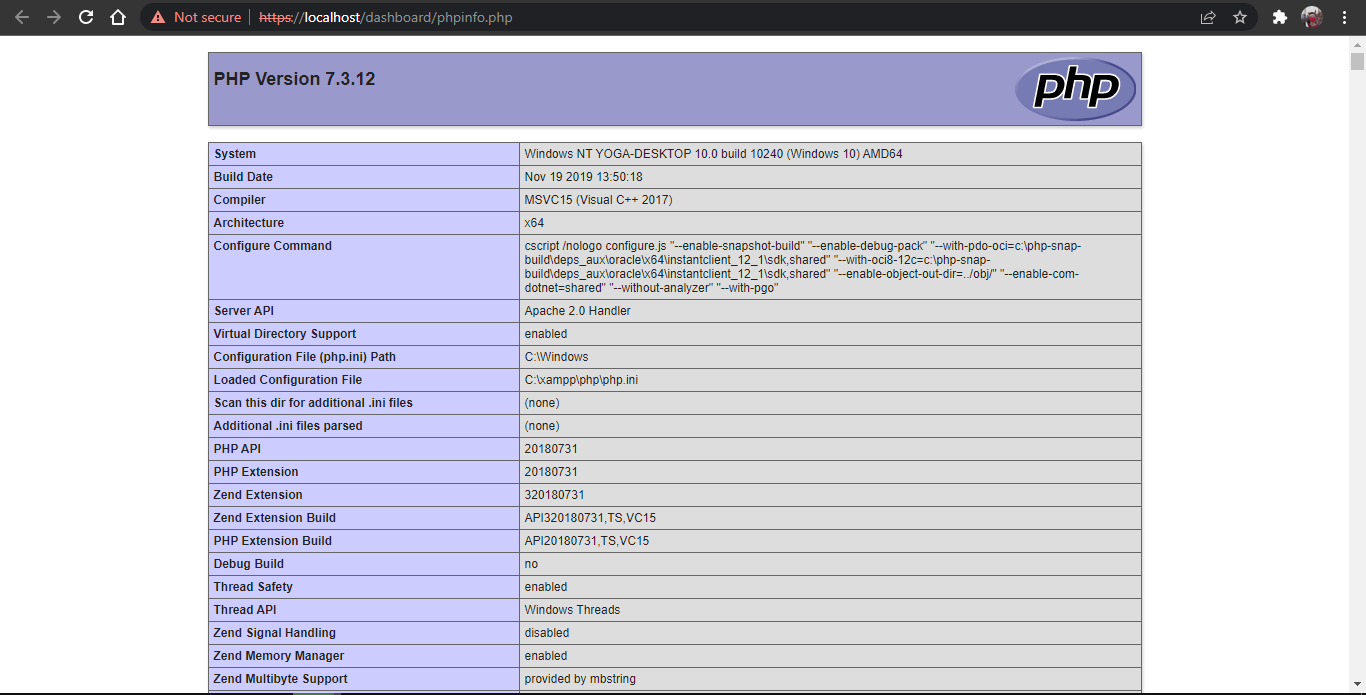 Not secure | https://localhost/dashboard/phpinfo.php
PHP Version 7.3.12
php
System Windows NT YOGA-DESKTOP 10.0 build 10240 (Windows 10) AMD64
Build Date Nov 19 2019 13:50:18
Compiler MSVC15 (Visual C++ 2017)
Architecture x64
Configure Command cscript /nologo configure.js "--enable-snapshot-build" "--enable-debug-pack" "--with-pdo-oci=c:\php-snap-
build\deps_aux\oracle\x64\instantclient_12_1\sdk,shared" "--with-oci8-12c=c:\php-snap-
build\deps_aux\oracle\x64\instantclient_12_1\sdk,shared" "--enable-object-out-dir=../obj/" "--enable-com-
dotnet=shared" "--without-analyzer" "--with-pgo"
Server API Apache 2.0 Handler
Virtual Directory Support enabled
Configuration File (php.ini) Path C:\Windows
Loaded Configuration File C:\xampp\php\php.ini
Scan this dir for additional .ini files (none)
Additional .ini files parsed (none)
PHP API 20180731
PHP Extension 20180731
Zend Extension 320180731
Zend Extension Build API320180731,TS,VC15
PHP Extension Build API20180731,TS,VC15
Debug Build no
Thread Safety enabled
Thread API Windows Threads
Zend Signal Handling disabled
Zend Memory Manager enabled
Zend Multibyte Support provided by mbstring